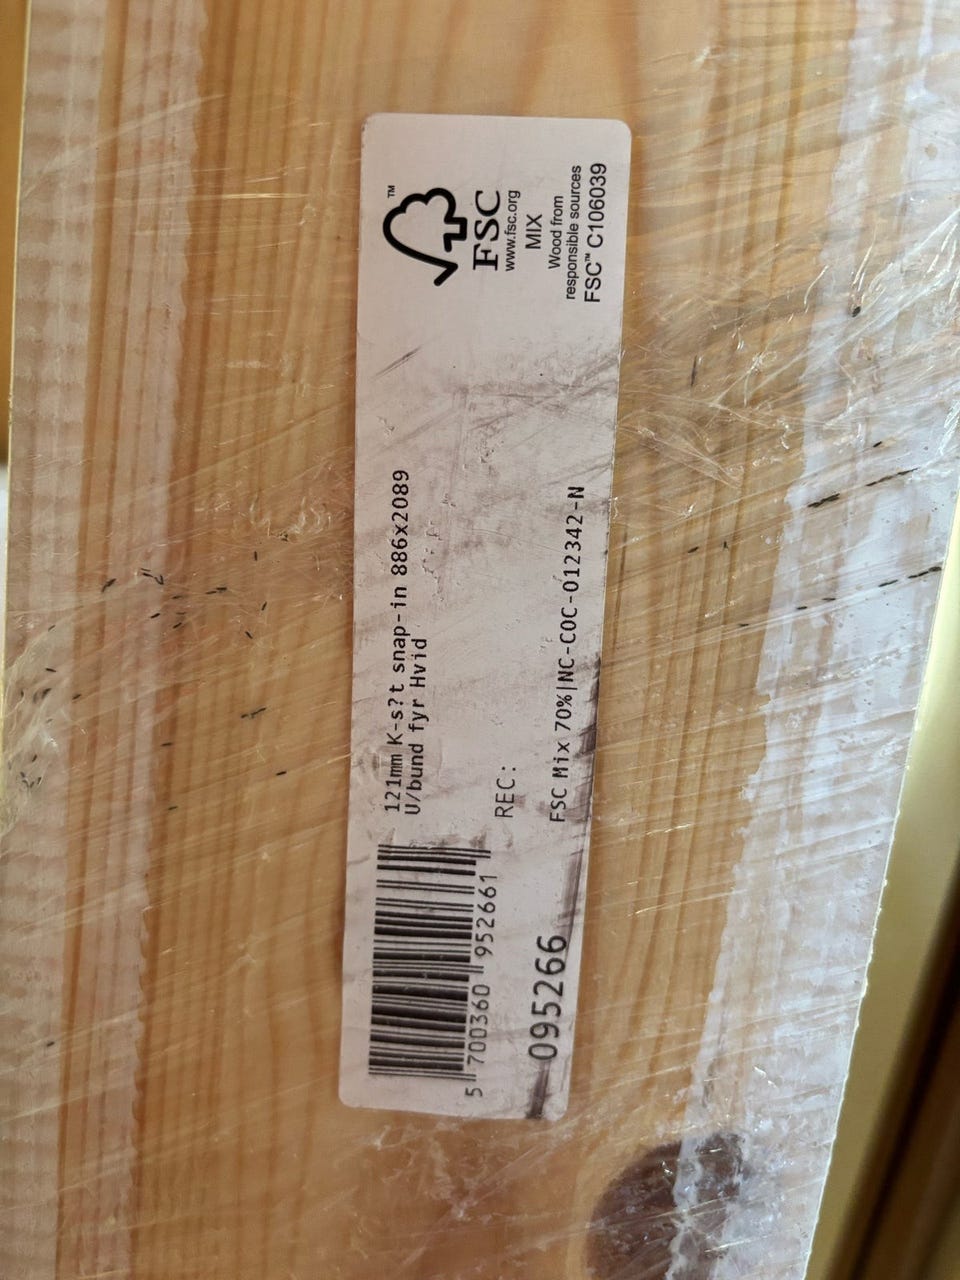 121mm K-s?t snap-in 886x2089
U/bund fyr Hvid
REC:
FSC Mix 70%|NC-COC-012342-N
5 700360 952661
095266
™
FSC
www.fsc.org
MIX
Wood from
responsible sources
FSC™ C106039